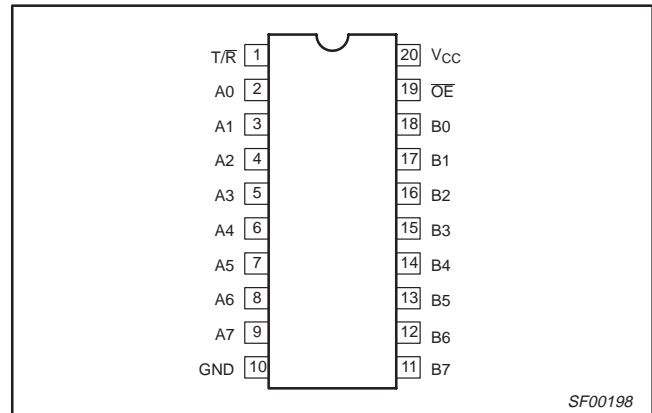 T/R̅ 1 20 VCC
A0 2 19 O̅E̅
A1 3 18 B0
A2 4 17 B1
A3 5 16 B2
A4 6 15 B3
A5 7 14 B4
A6 8 13 B5
A7 9 12 B6
GND 10 11 B7
SF00198